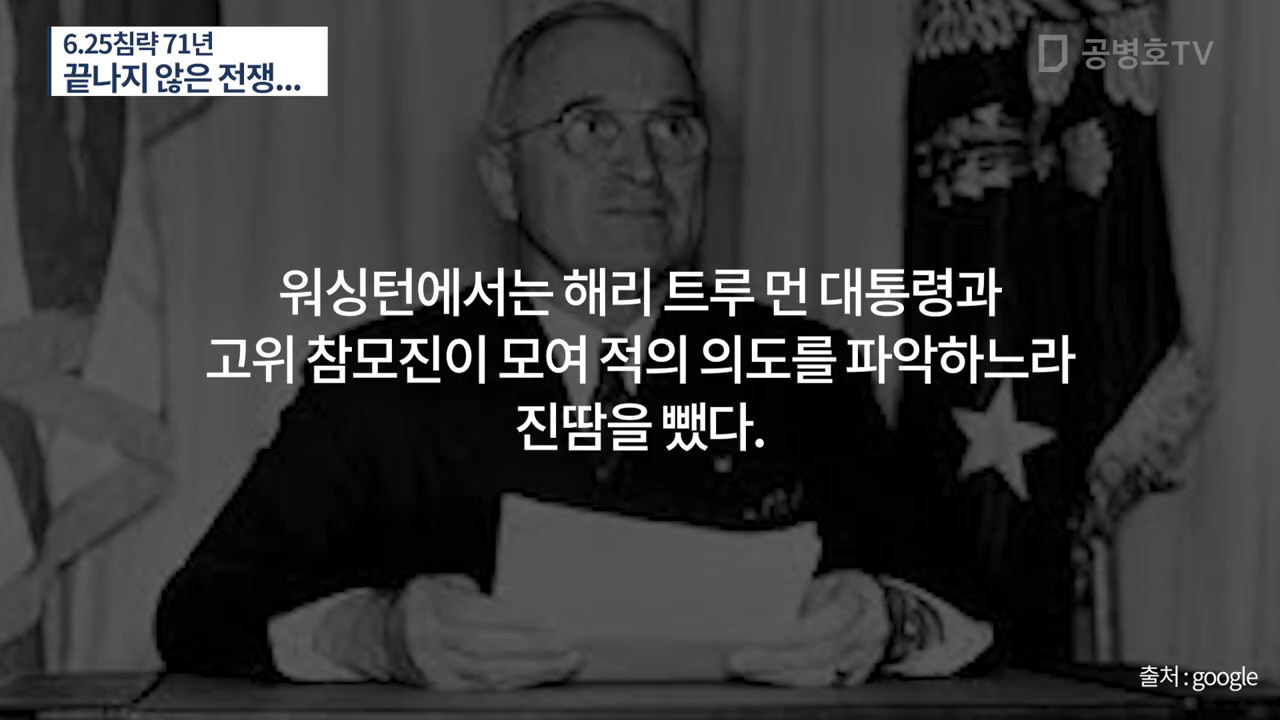 6.25침략 71년
끝나지 않은 전쟁...
공병호TV
워싱턴에서는 해리 트루 먼 대통령과
고위 참모진이 모여 적의 의도를 파악하느라
진땀을 뺐다.
출처 : google